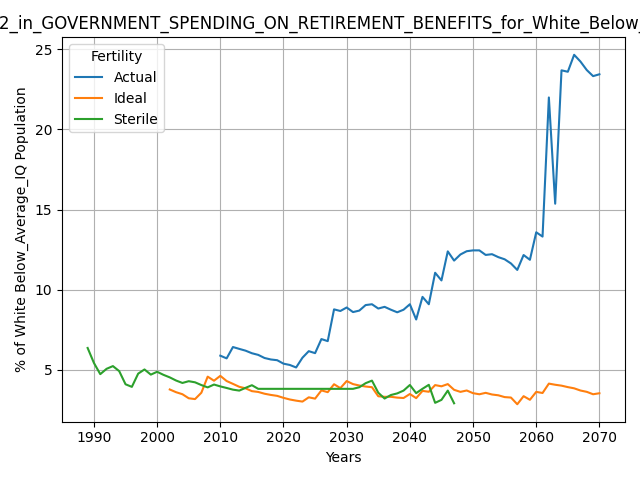 2_in_GOVERNMENT_SPENDING_ON_RETIREMENT_BENEFITS_for_White_Below_
Fertility
Actual
Ideal
Sterile
% of White Below_Average_IQ Population
25
20
15
10
5
1990 2000 2010 2020 2030 2040 2050 2060 2070
Years